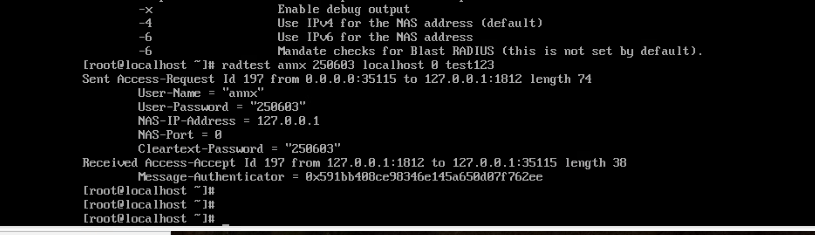 -x Enable debug output
-4 Use IPv4 for the NAS address (default)
-6 Use IPv6 for the NAS address
-6 Mandate checks for Blast RADIUS (this is not set by default).
[root@localhost ~]# radtest annx 250603 localhost 0 test123
Sent Access-Request Id 197 from 0.0.0.0:35115 to 127.0.0.1:1812 length 74
User-Name = "annx"
User-Password = "250603"
NAS-IP-Address = 127.0.0.1
NAS-Port = 0
Cleartext-Password = "250603"
Received Access-Accept Id 197 from 127.0.0.1:1812 to 127.0.0.1:35115 length 38
Message-Authenticator = 0x591bb408ce98346e145a650d07f762ee
[root@localhost ~]#
[root@localhost ~]#
[root@localhost ~]#